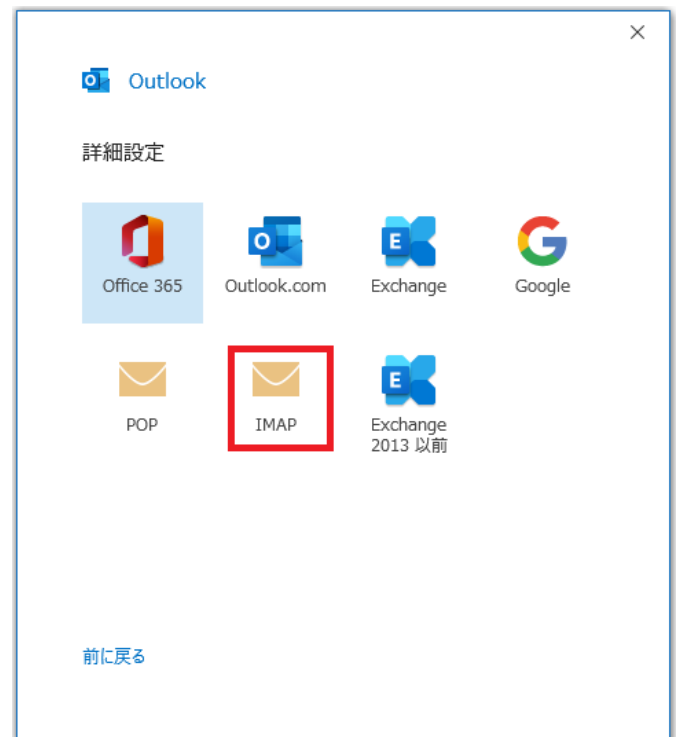 Outlook
詳細設定
Office 365
Outlook.com
Exchange
Google
POP
IMAP
Exchange
2013 以前
前に戻る